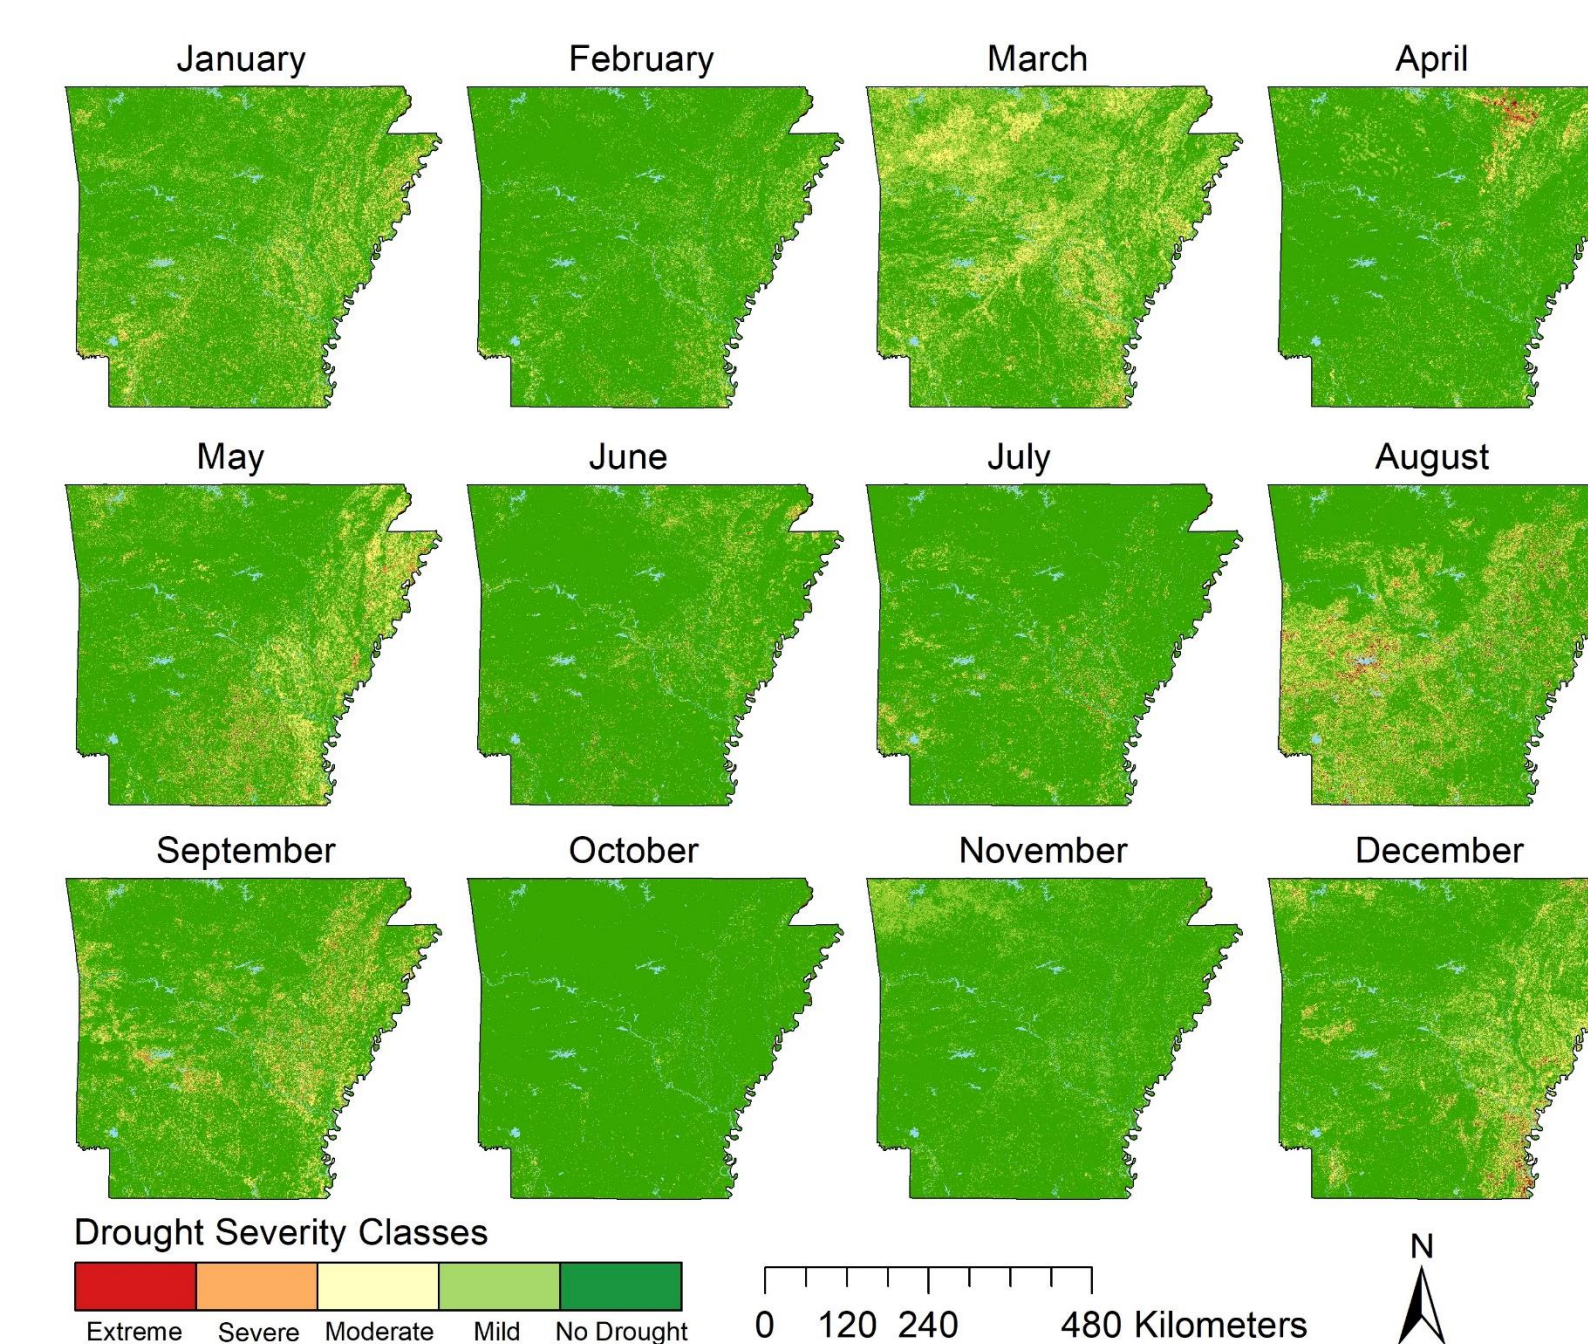 January February March April
May June July August
September October November December
Drought Severity Classes
N
Extreme Severe Moderate Mild No Drought
0 120 240 480 Kilometers